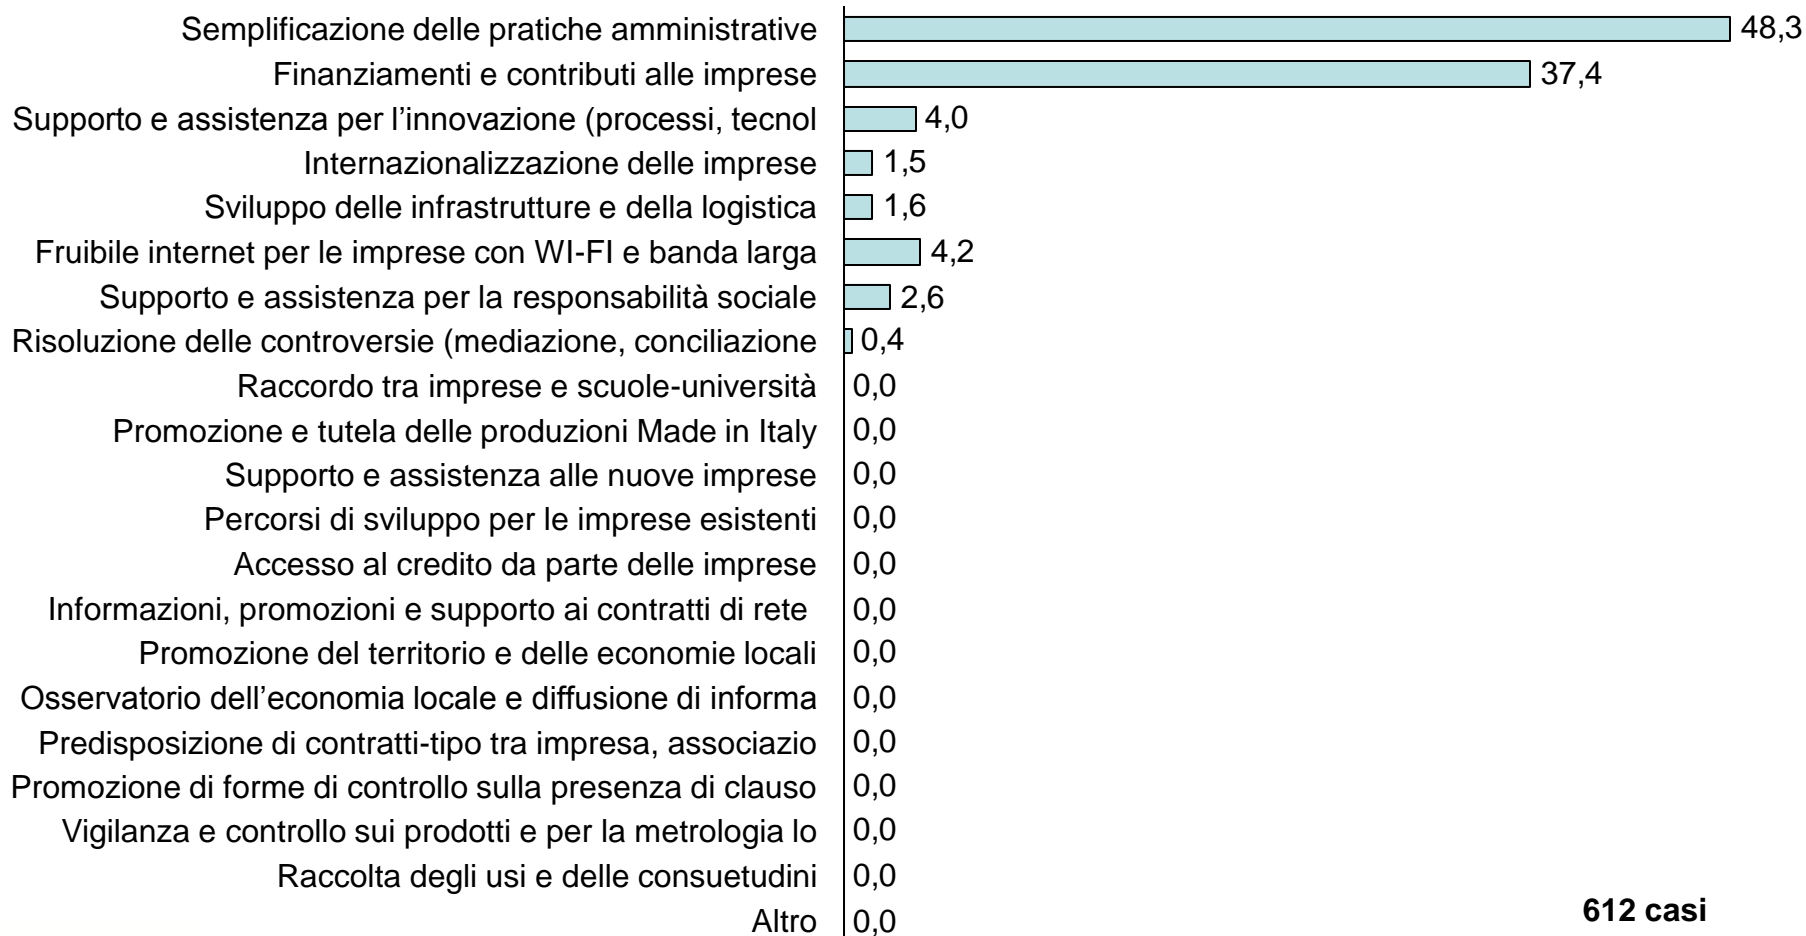 Semplificazione delle pratiche amministrative 48,3
Finanziamenti e contributi alle imprese 37,4
Supporto e assistenza per l’innovazione (processi, tecnol 4,0
Internazionalizzazione delle imprese 1,5
Sviluppo delle infrastrutture e della logistica 1,6
Fruibile internet per le imprese con WI-FI e banda larga 4,2
Supporto e assistenza per la responsabilità sociale 2,6
Risoluzione delle controversie (mediazione, conciliazione 0,4
Raccordo tra imprese e scuole-università 0,0
Promozione e tutela delle produzioni Made in Italy 0,0
Supporto e assistenza alle nuove imprese 0,0
Percorsi di sviluppo per le imprese esistenti 0,0
Accesso al credito da parte delle imprese 0,0
Informazioni, promozioni e supporto ai contratti di rete 0,0
Promozione del territorio e delle economie locali 0,0
Osservatorio dell’economia locale e diffusione di informa 0,0
Predisposizione di contratti-tipo tra impresa, associazio 0,0
Promozione di forme di controllo sulla presenza di clauso 0,0
Vigilanza e controllo sui prodotti e per la metrologia lo 0,0
Raccolta degli usi e delle consuetudini 0,0
Altro 0,0
612 casi